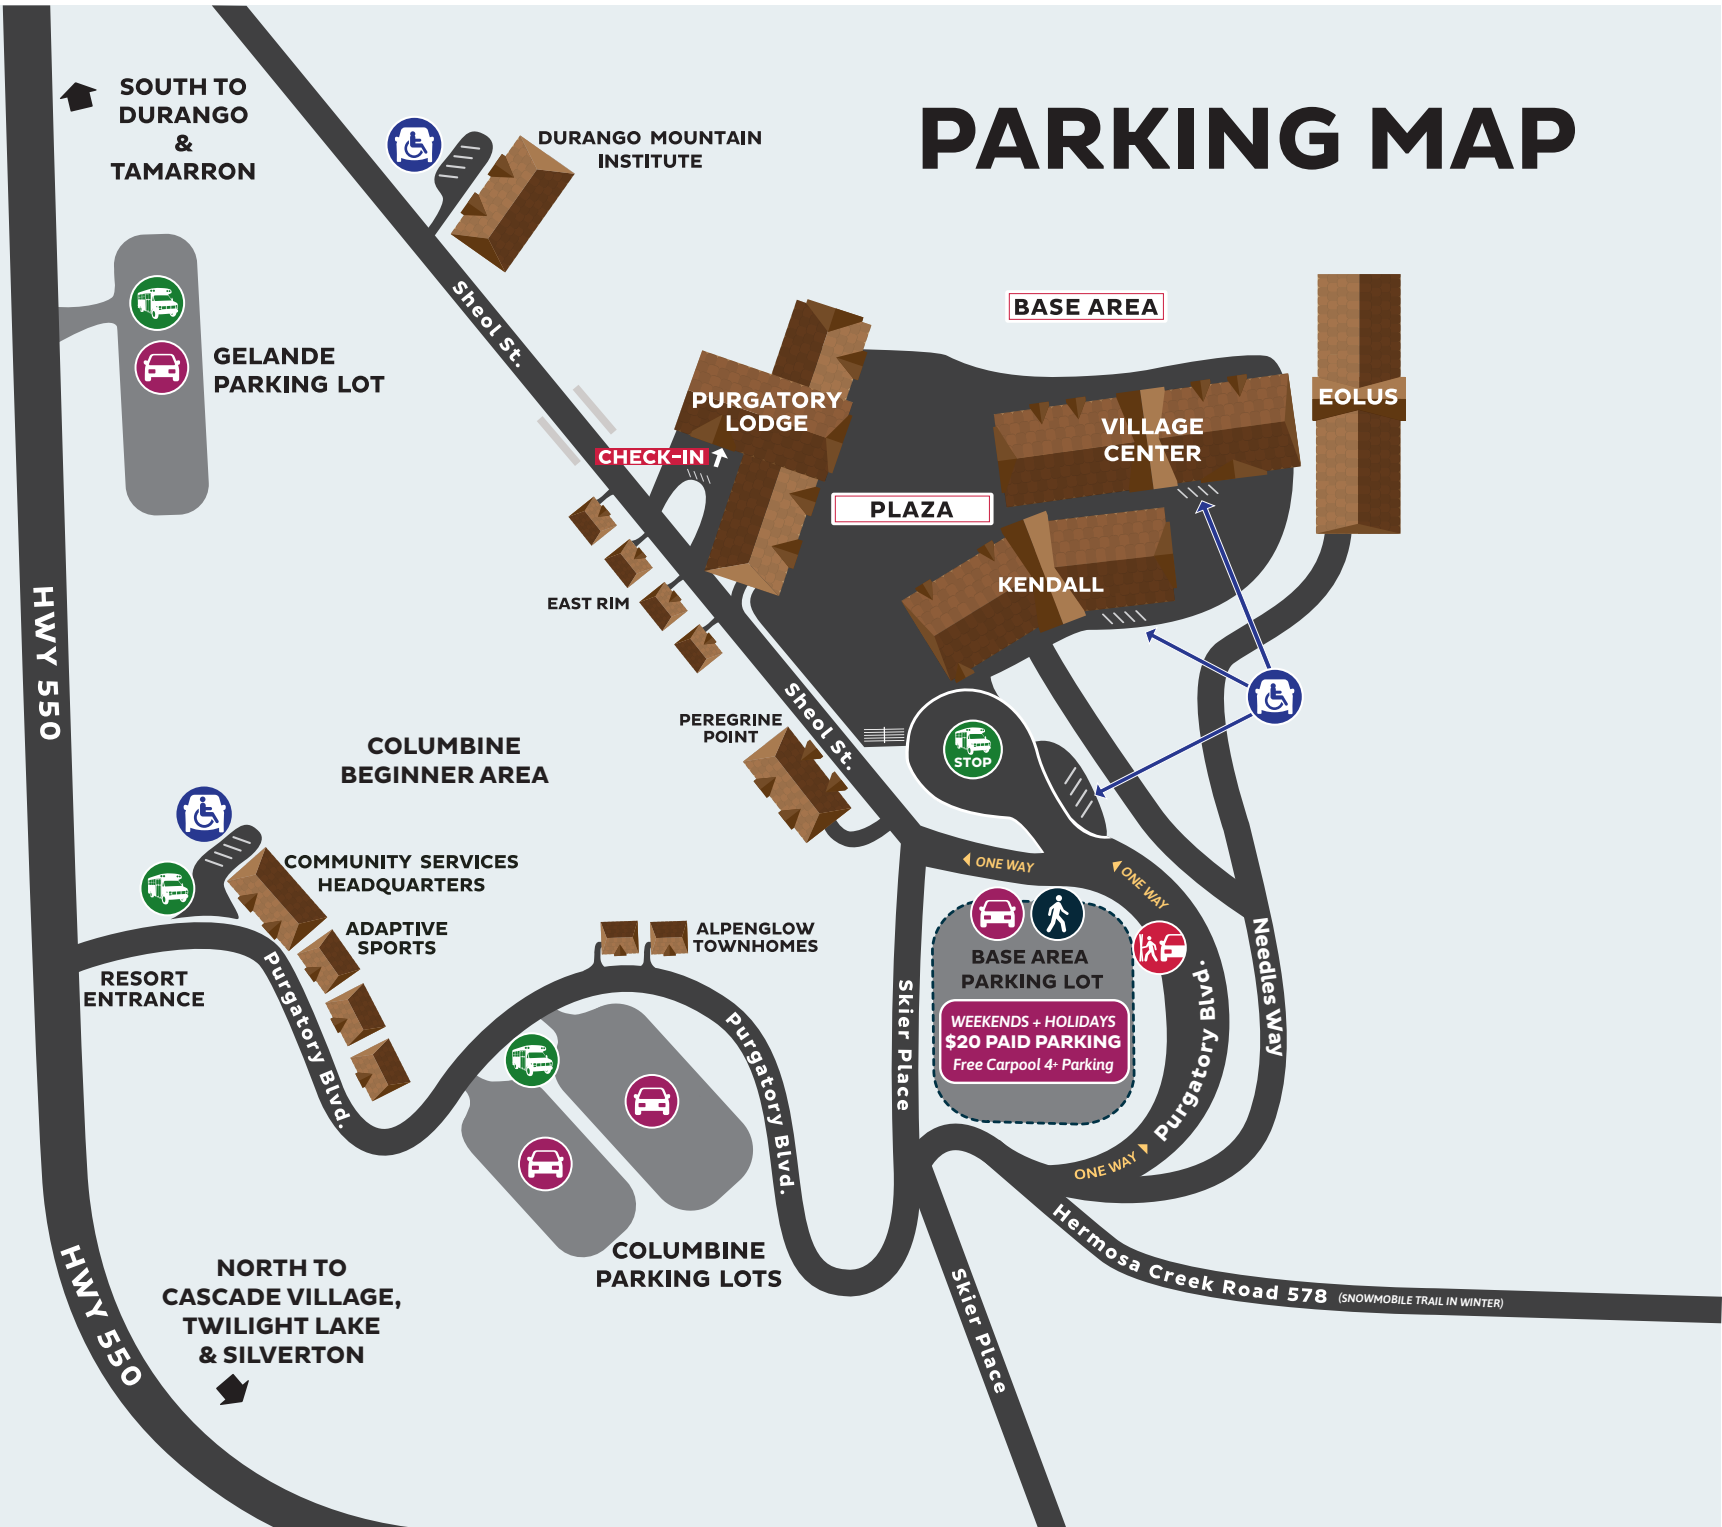 PARKING MAP
SOUTH TO
DURANGO
&
TAMARRON
DURANGO MOUNTAIN
INSTITUTE
Sheol St.
BASE AREA
GELANDE
PARKING LOT
PURGATORY
LODGE
CHECK-IN
EOLUS
VILLAGE
CENTER
PLAZA
KENDALL
EAST RIM
HWY 550
Sheol St.
PEREGRINE
POINT
STOP
COLUMBINE
BEGINNER AREA
COMMUNITY SERVICES
HEADQUARTERS
ADAPTIVE
SPORTS
ALPENGLOW
TOWNHOMES
RESORT
ENTRANCE
Purgatory Blvd.
Purgatory Blvd.
ONE WAY
ONE WAY
BASE AREA
PARKING LOT
WEEKENDS + HOLIDAYS
$20 PAID PARKING
Free Carpool 4+ Parking
Skier Place
Purgatory Blvd.
Needles Way
ONE WAY
COLUMBINE
PARKING LOTS
Hermosa Creek Road 578 (SNOWMOBILE TRAIL IN WINTER)
Skier Place
HWY 550
NORTH TO
CASCADE VILLAGE,
TWILIGHT LAKE
& SILVERTON